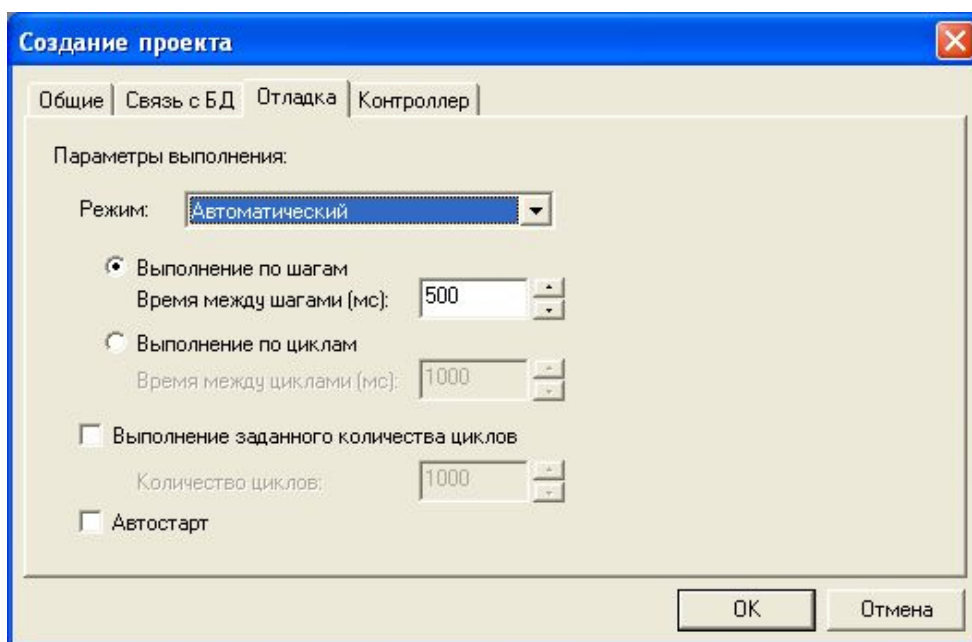 Создание проекта
Общие Связь с БД Отладка Контроллер
Параметры выполнения:
Режим: Автоматический
Выполнение по шагам
Время между шагами (мс): 500
Выполнение по циклам
Время между циклами (мс): 1000
Выполнение заданного количества циклов
Количество циклов: 1000
Автостарт
OK Отмена